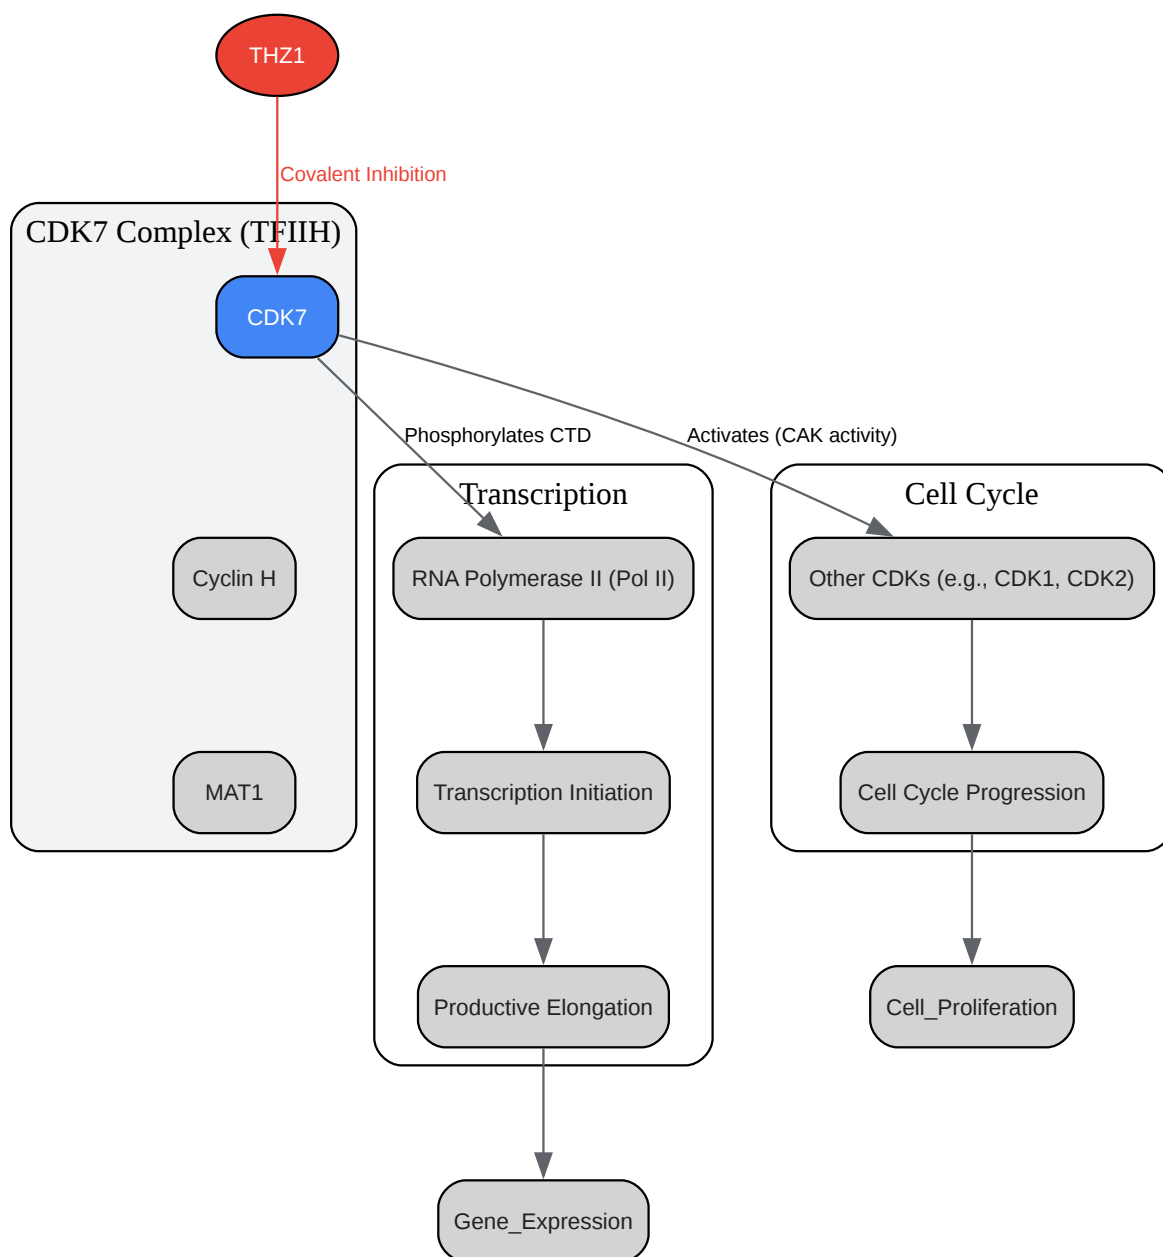 THZ1
Covalent Inhibition
CDK7 Complex (TFIIH)
CDK7
Phosphorylates CTD
Activates (CAK activity)
Transcription
Cell Cycle
Cyclin H
RNA Polymerase II (Pol II)
Other CDKs (e.g., CDK1, CDK2)
MAT1
Transcription Initiation
Cell Cycle Progression
Productive Elongation
Cell_Proliferation
Gene_Expression